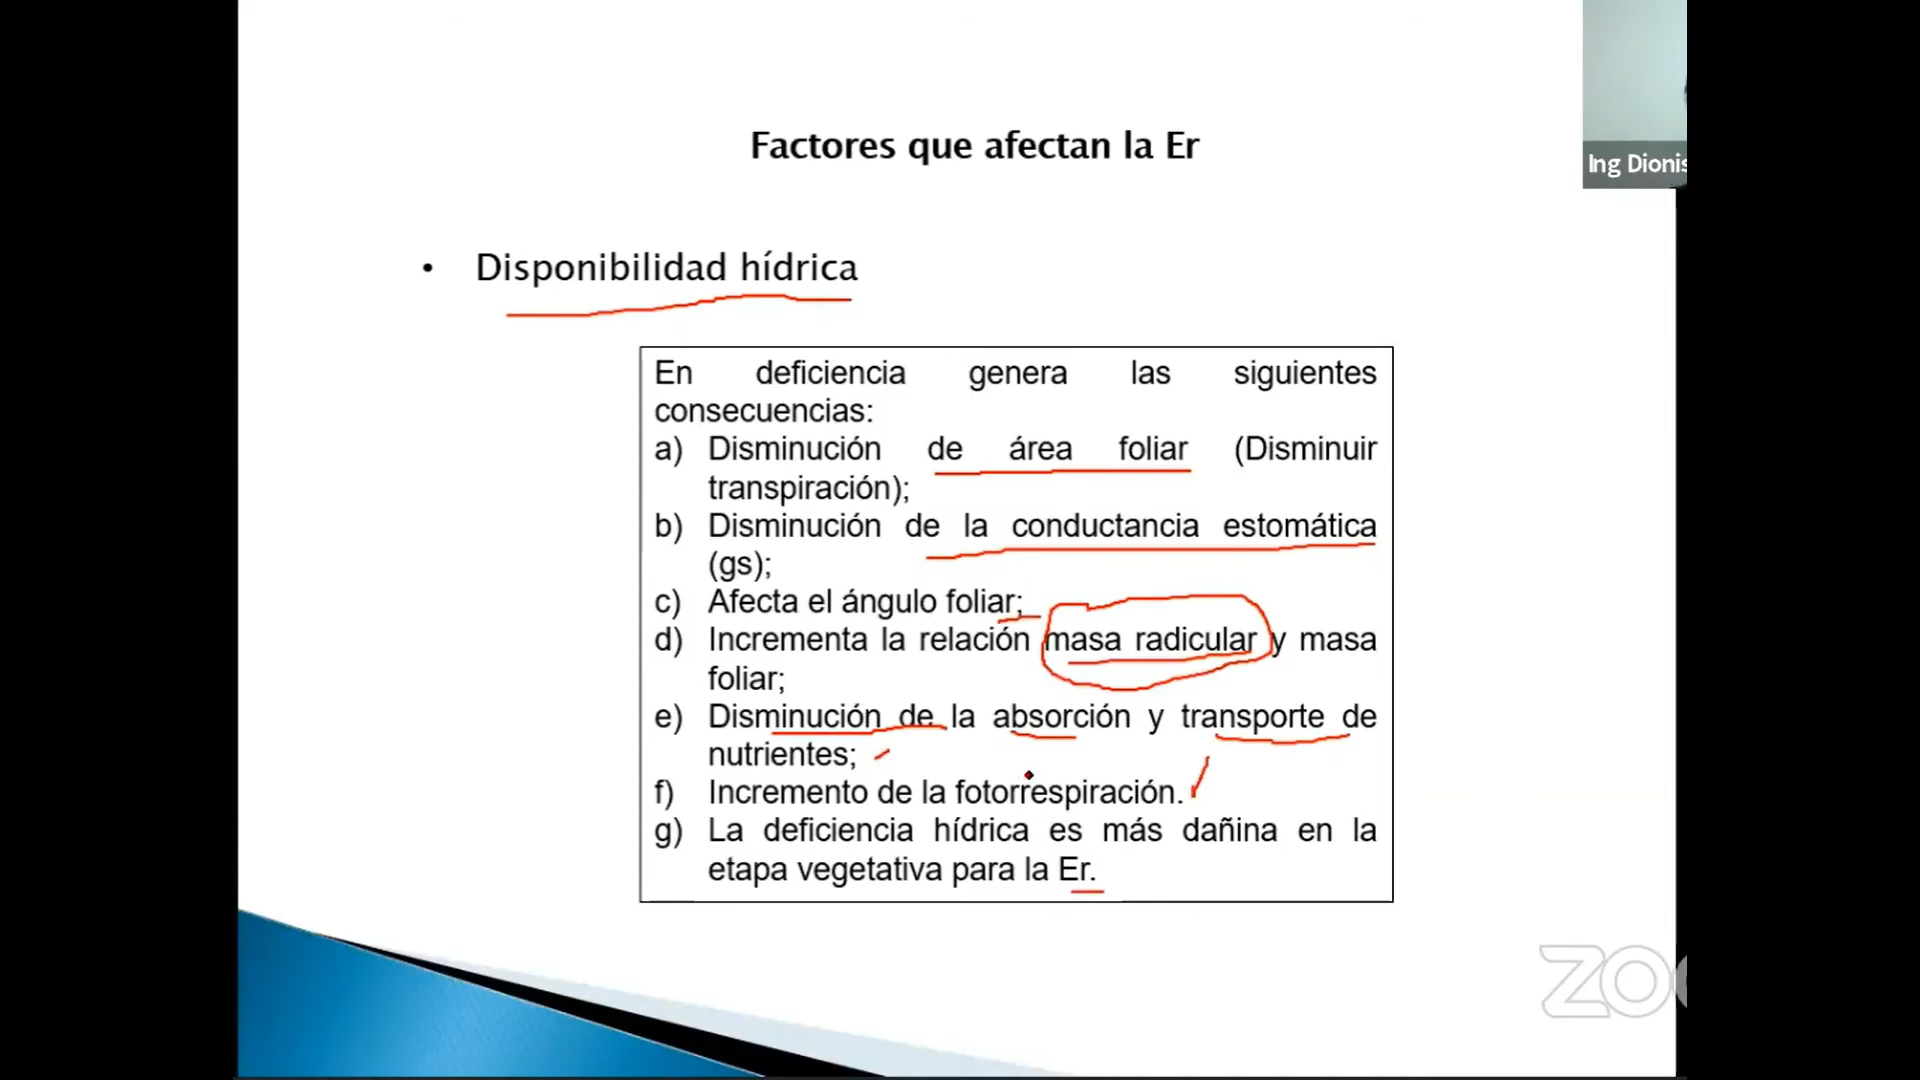 Factores que afectan la Er
Ing Dionis
• Disponibilidad hídrica
En deficiencia genera las siguientes
consecuencias:
a) Disminución de área foliar (Disminuir
transpiración);
b) Disminución de la conductancia estomática
(gs);
c) Afecta el ángulo foliar;
d) Incrementa la relación masa radicular y masa
foliar;
e) Disminución de la absorción y transporte de
nutrientes;
f) Incremento de la fotorrespiración.
g) La deficiencia hídrica es más dañina en la
etapa vegetativa para la Er.
ZO